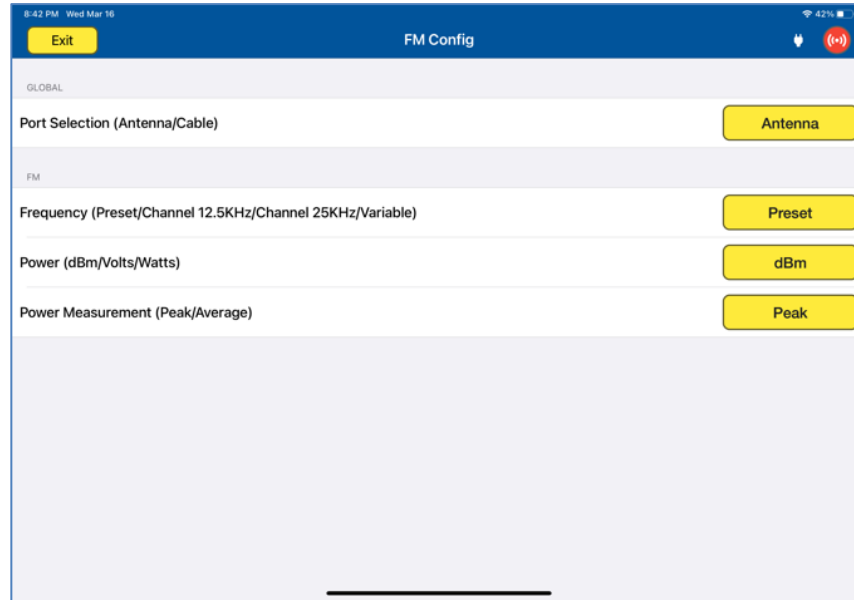 8:42 PM Wed Mar 16 42%
Exit FM Config
GLOBAL
Port Selection (Antenna/Cable) Antenna
FM
Frequency (Preset/Channel 12.5KHz/Channel 25KHz/Variable) Preset
Power (dBm/Volts/Watts) dBm
Power Measurement (Peak/Average) Peak